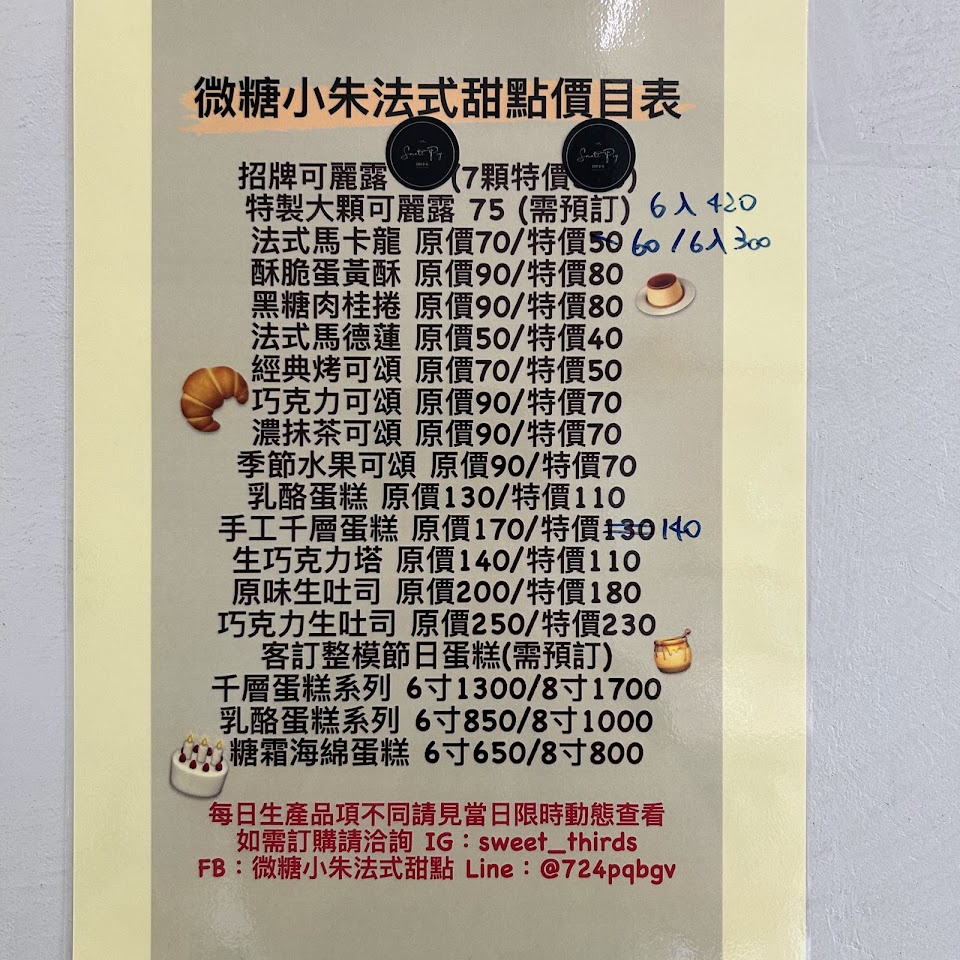 微糖小朱法式甜點價目表
招牌可麗露 (7顆特價 )
特製大顆可麗露 75 (需預訂) 6入420
法式馬卡龍 原價70/特價50 60/6入300
酥脆蛋黃酥 原價90/特價80
黑糖肉桂捲 原價90/特價80
法式馬德蓮 原價50/特價40
經典烤可頌 原價70/特價50
巧克力可頌 原價90/特價70
濃抹茶可頌 原價90/特價70
季節水果可頌 原價90/特價70
乳酪蛋糕 原價130/特價110
手工千層蛋糕 原價170/特價130 140
生巧克力塔 原價140/特價110
原味生吐司 原價200/特價180
巧克力生吐司 原價250/特價230
客訂整模節日蛋糕(需預訂)
千層蛋糕系列 6寸1300/8寸1700
乳酪蛋糕系列 6寸850/8寸1000
糖霜海綿蛋糕 6寸650/8寸800
每日生產品項不同請見當日限時動態查看
如需訂購請洽詢 IG：sweet_thirds
FB：微糖小朱法式甜點 Line：@724pqbgv